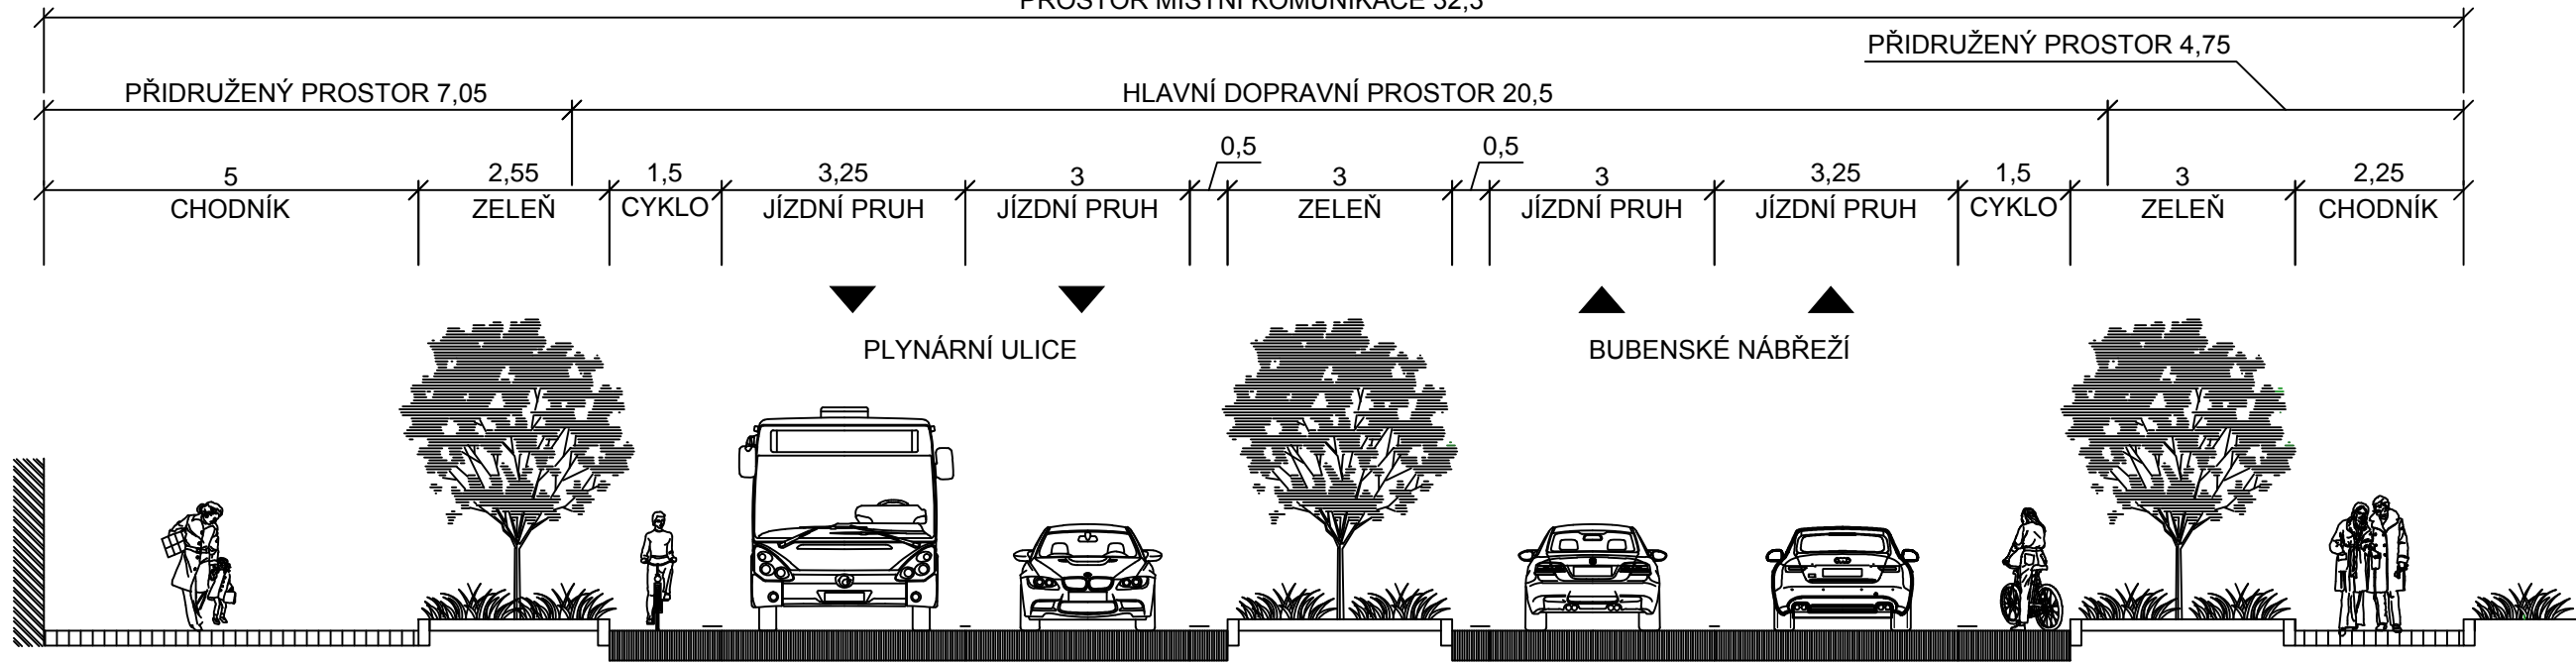 PROSTOR MÍSTNÍ KOMUNIKACE 32,3
PŘIDRUŽENÝ PROSTOR 4,75
PŘIDRUŽENÝ PROSTOR 7,05
HLAVNÍ DOPRAVNÍ PROSTOR 20,5
0,5 0,5
5 2,55 1,5 3,25 3 3 3 3,25 1,5 3 2,25
CHODNÍK ZELEŇ CYKLO JÍZDNÍ PRUH JÍZDNÍ PRUH ZELEŇ JÍZDNÍ PRUH JÍZDNÍ PRUH CYKLO ZELEŇ CHODNÍK
PLYNÁRNÍ ULICE
BUBENSKÉ NÁBŘEŽÍ